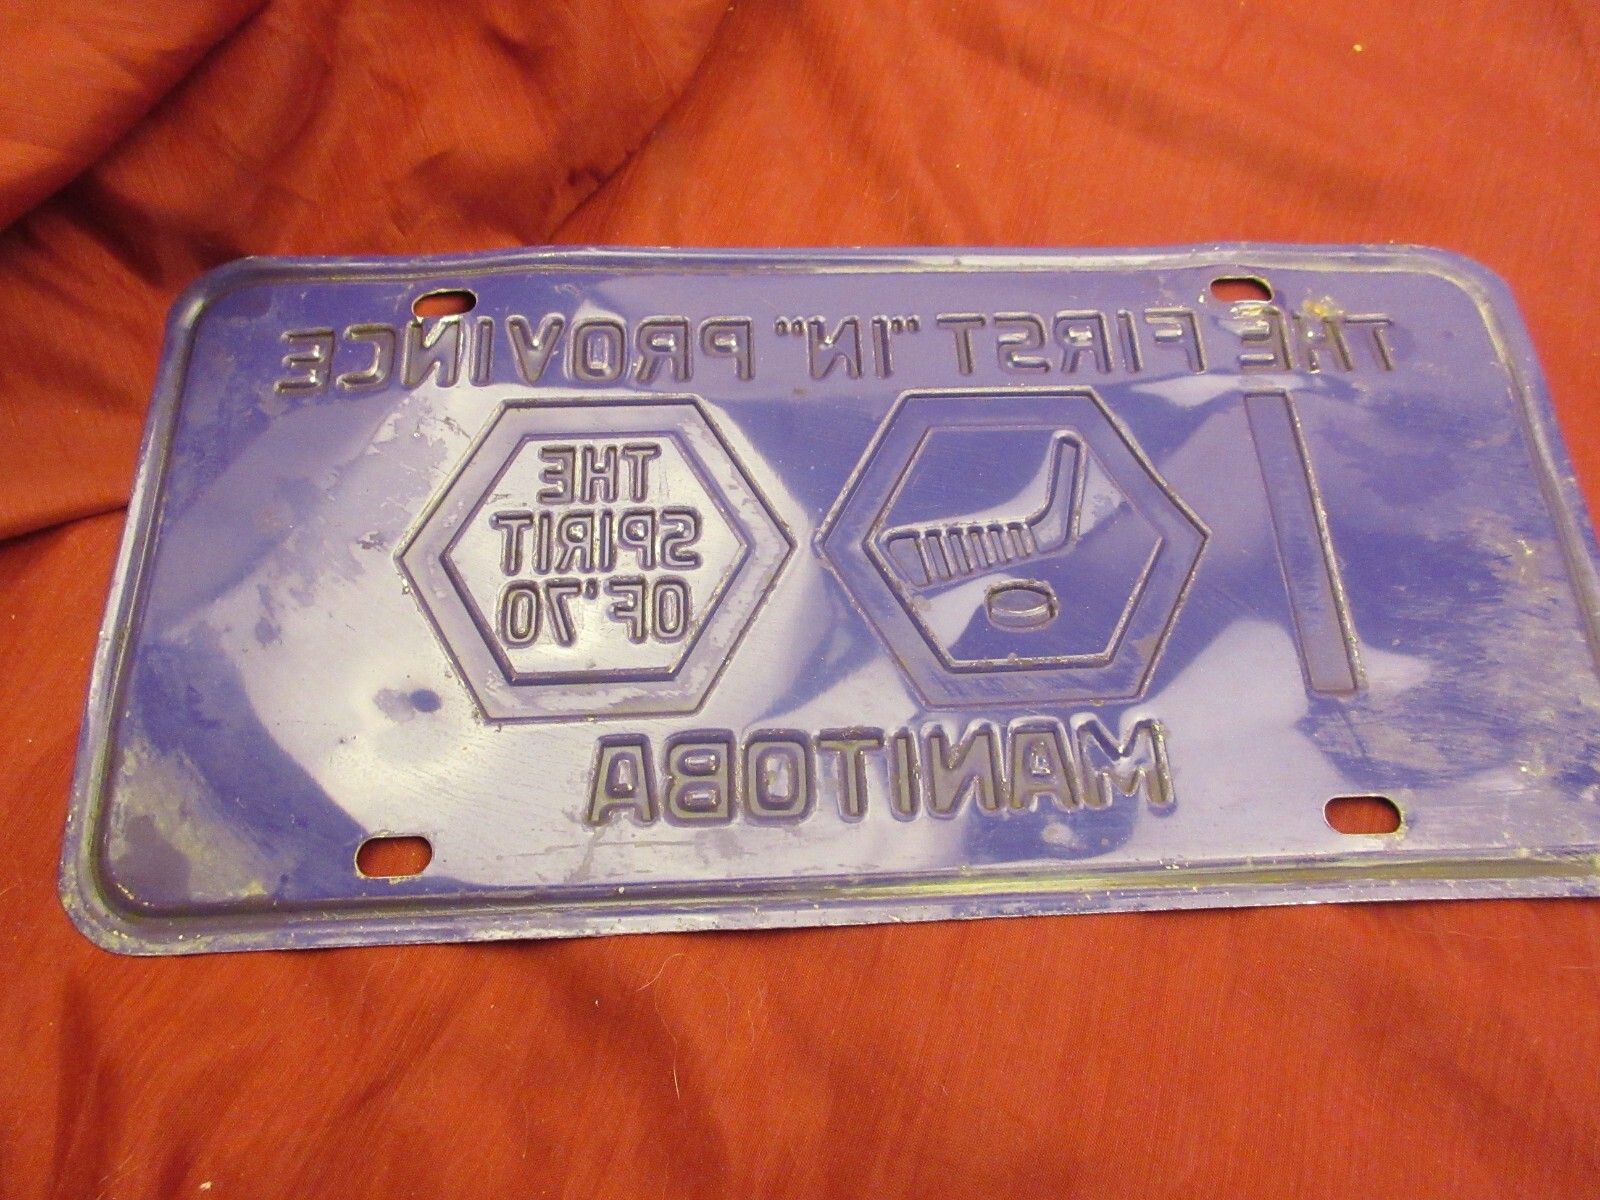 THE FIRST "IN" PROVINCE
THE
SPIRIT
OF '70
MANITOBA